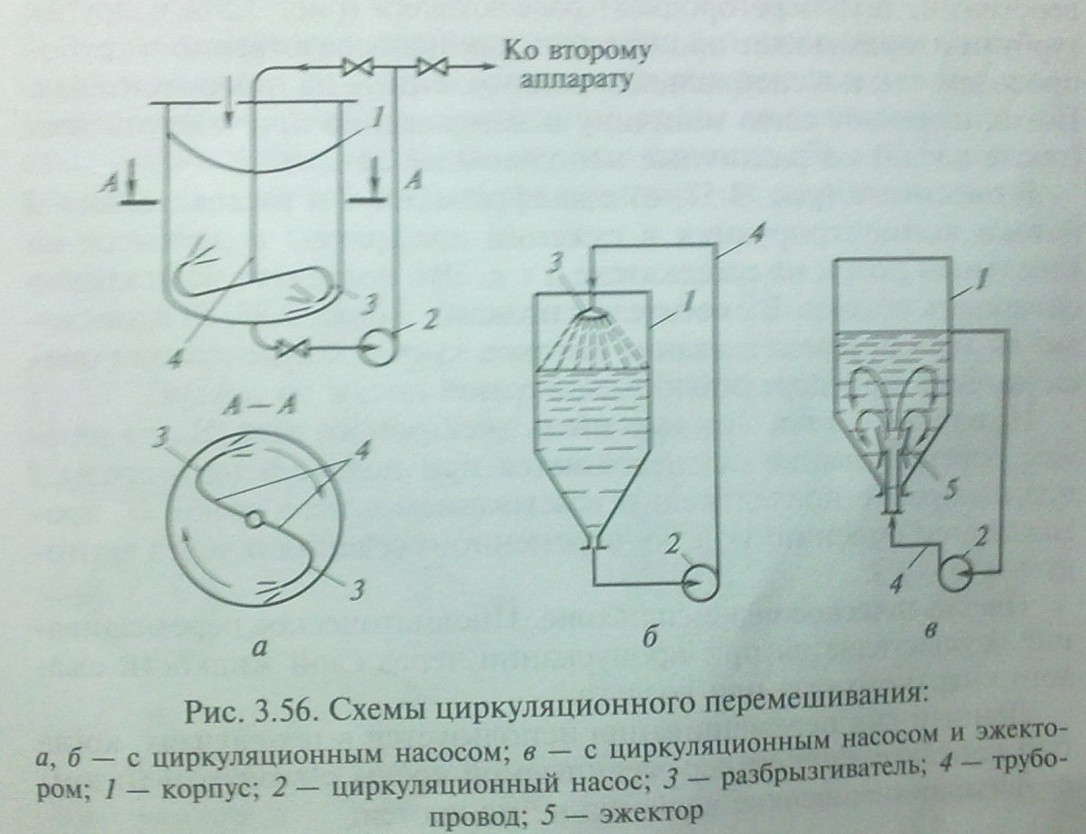 Ко второму
аппарату
1
А
А
3
2
4
А – А
3
4
3
а
4
3
1
2
б
1
5
2
4
в
Рис. 3.56. Схемы циркуляционного перемешивания:
а, б — с циркуляционным насосом; в — с циркуляционным насосом и эжекто-
ром; 1 — корпус; 2 — циркуляционный насос; 3 — разбрызгиватель; 4 — трубо-
провод; 5 — эжектор